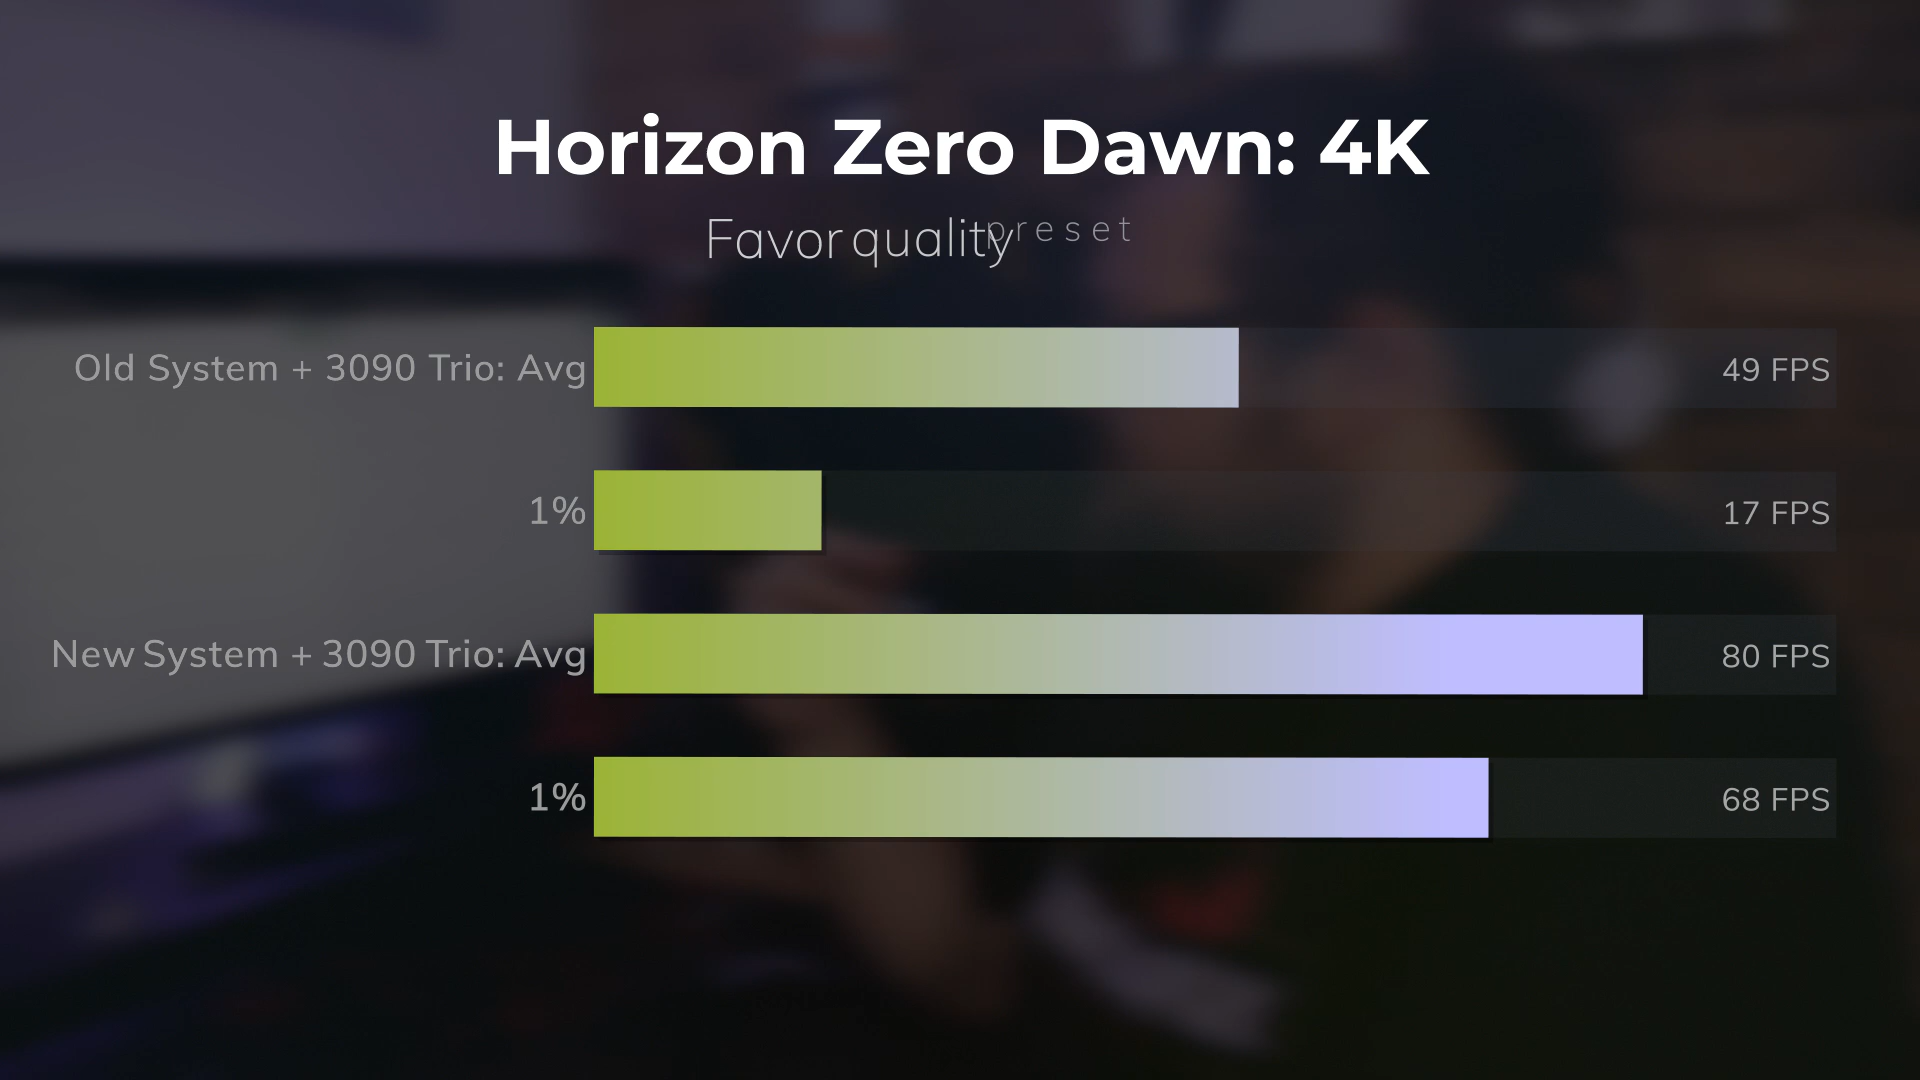 Horizon Zero Dawn: 4K
Favor quality preset
Old System + 3090 Trio: Avg 49 FPS
1% 17 FPS
New System + 3090 Trio: Avg 80 FPS
1% 68 FPS